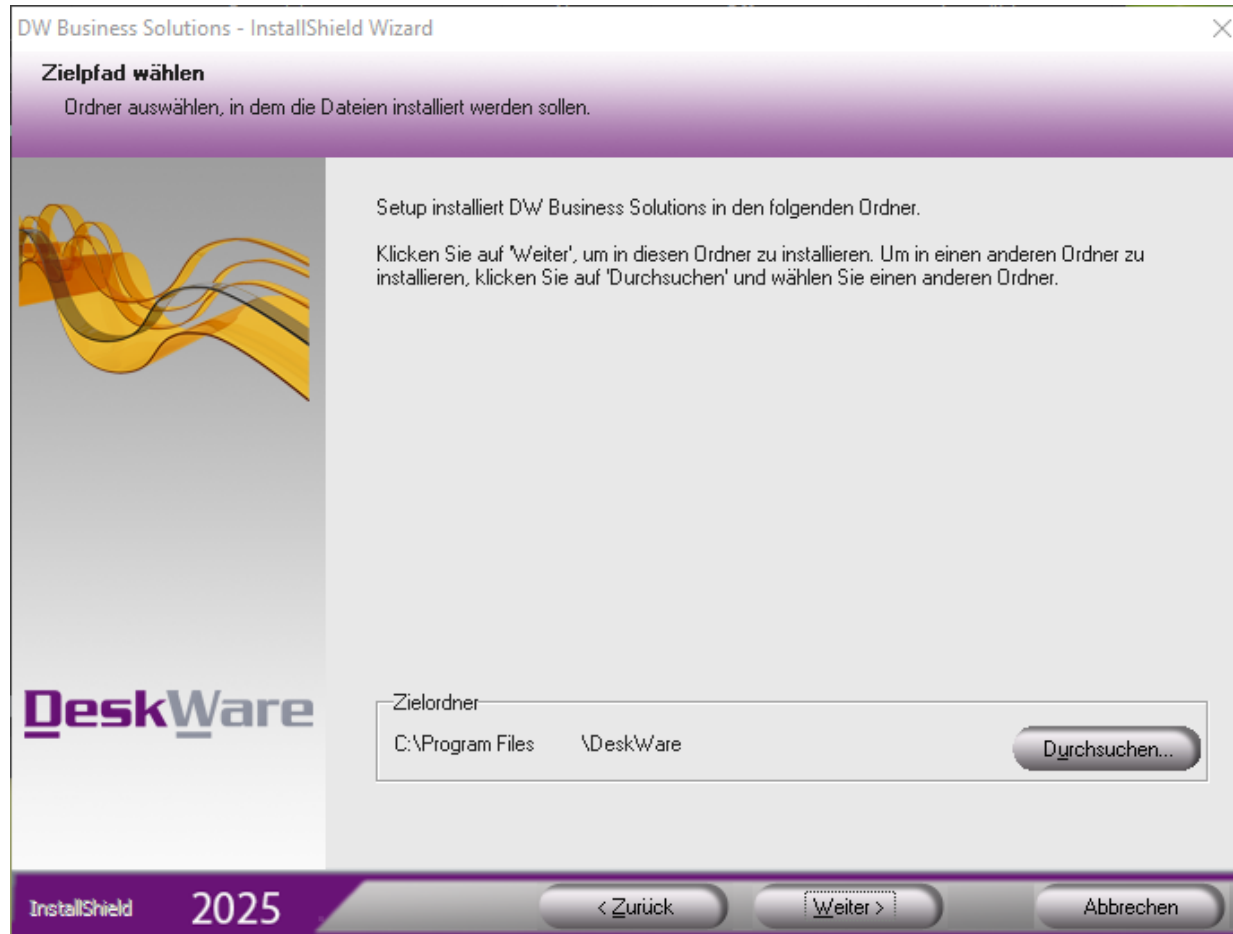 DW Business Solutions - InstallShield Wizard
Zielpfad wählen
Ordner auswählen, in dem die Dateien installiert werden sollen.
Setup installiert DW Business Solutions in den folgenden Ordner.
Klicken Sie auf 'Weiter', um in diesen Ordner zu installieren. Um in einen anderen Ordner zu
installieren, klicken Sie auf 'Durchsuchen' und wählen Sie einen anderen Ordner.
DeskWare
Zielordner
C:\Program Files \DeskWare
Durchsuchen...
InstallShield 2025
< Zurück
Weiter >
Abbrechen